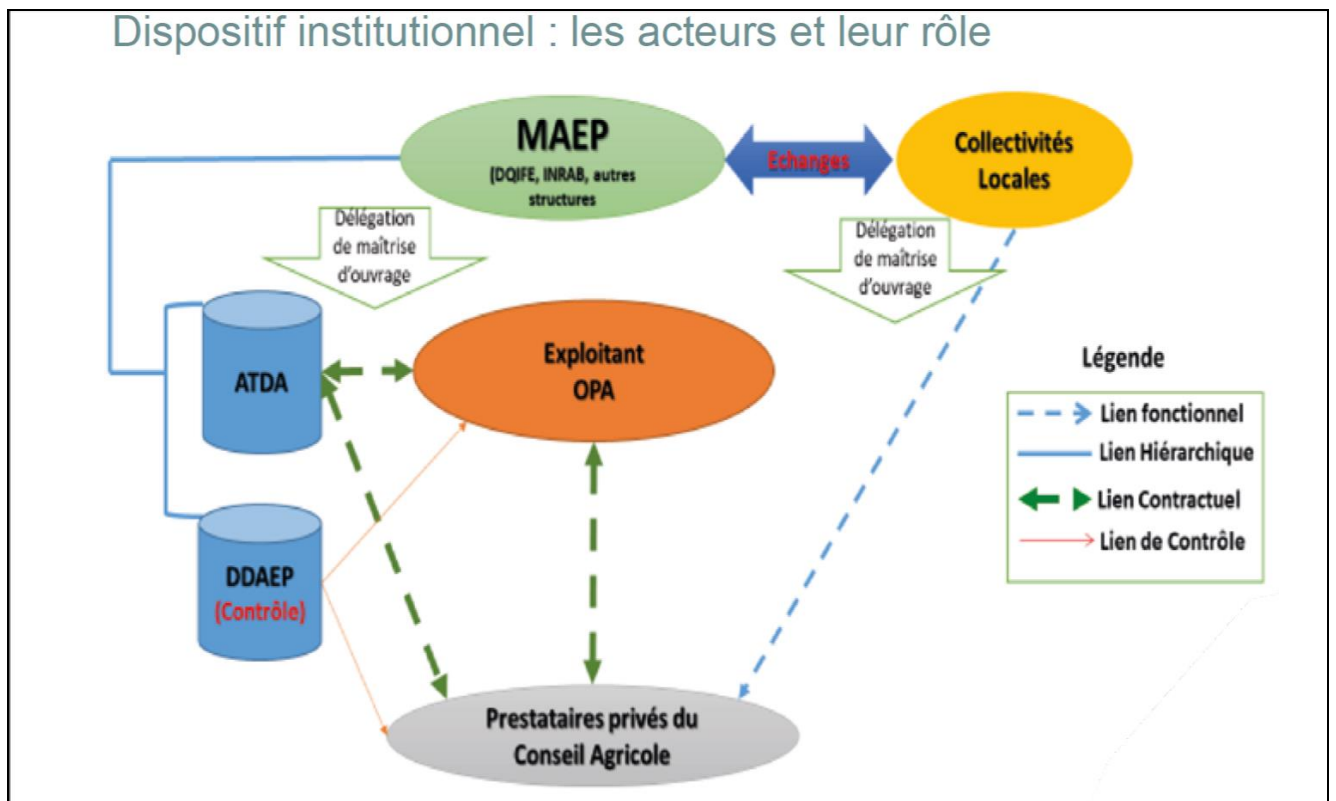 Dispositif institutionnel : les acteurs et leur rôle
MAEP
(DQIFE, INRAB, autres
structures
Echanges
Collectivités
Locales
Délégation
de maîtrise
d'ouvrage
Délégation
de maîtrise
d'ouvrage
ATDA
Exploitant
OPA
Légende
Lien fonctionnel
Lien Hiérarchique
Lien Contractuel
Lien de Contrôle
DDAEP
(Contrôle)
Prestataires privés du
Conseil Agricole